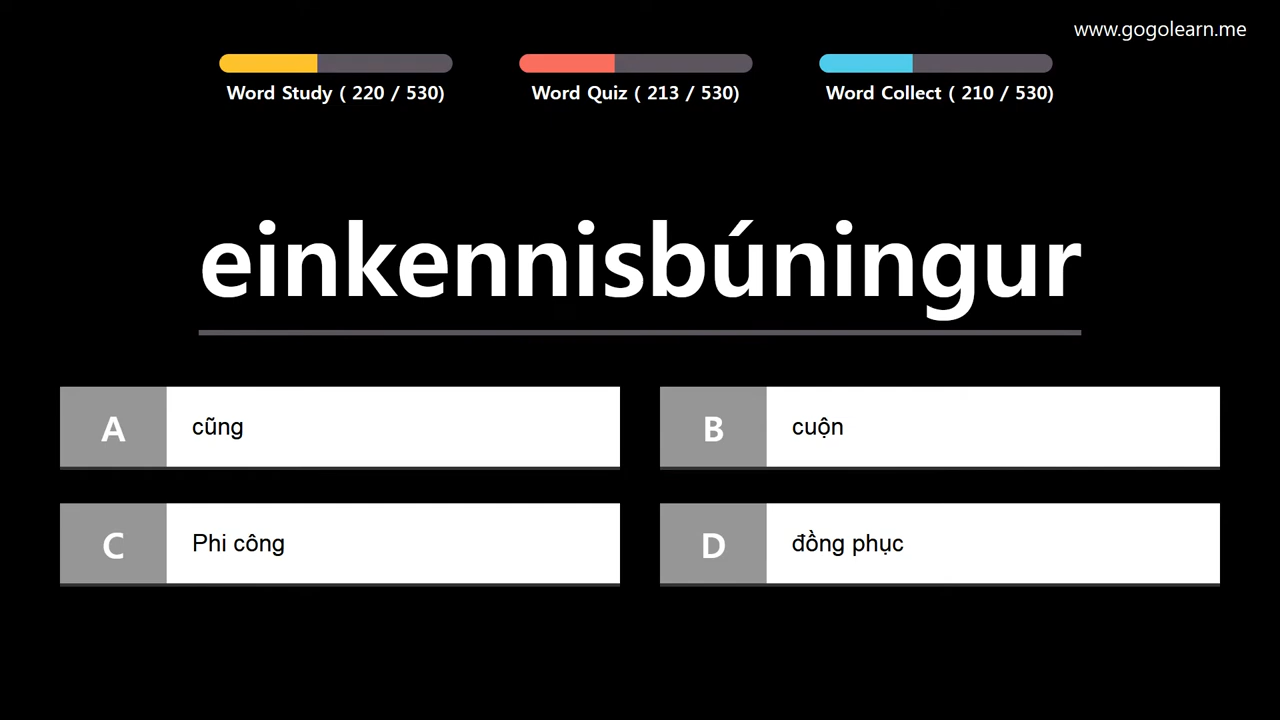 www.gogolearn.me
Word Study ( 220 / 530)
Word Quiz ( 213 / 530)
Word Collect ( 210 / 530)
einkennisbúningur
A cũng
B cuộn
C Phi công
D đồng phục